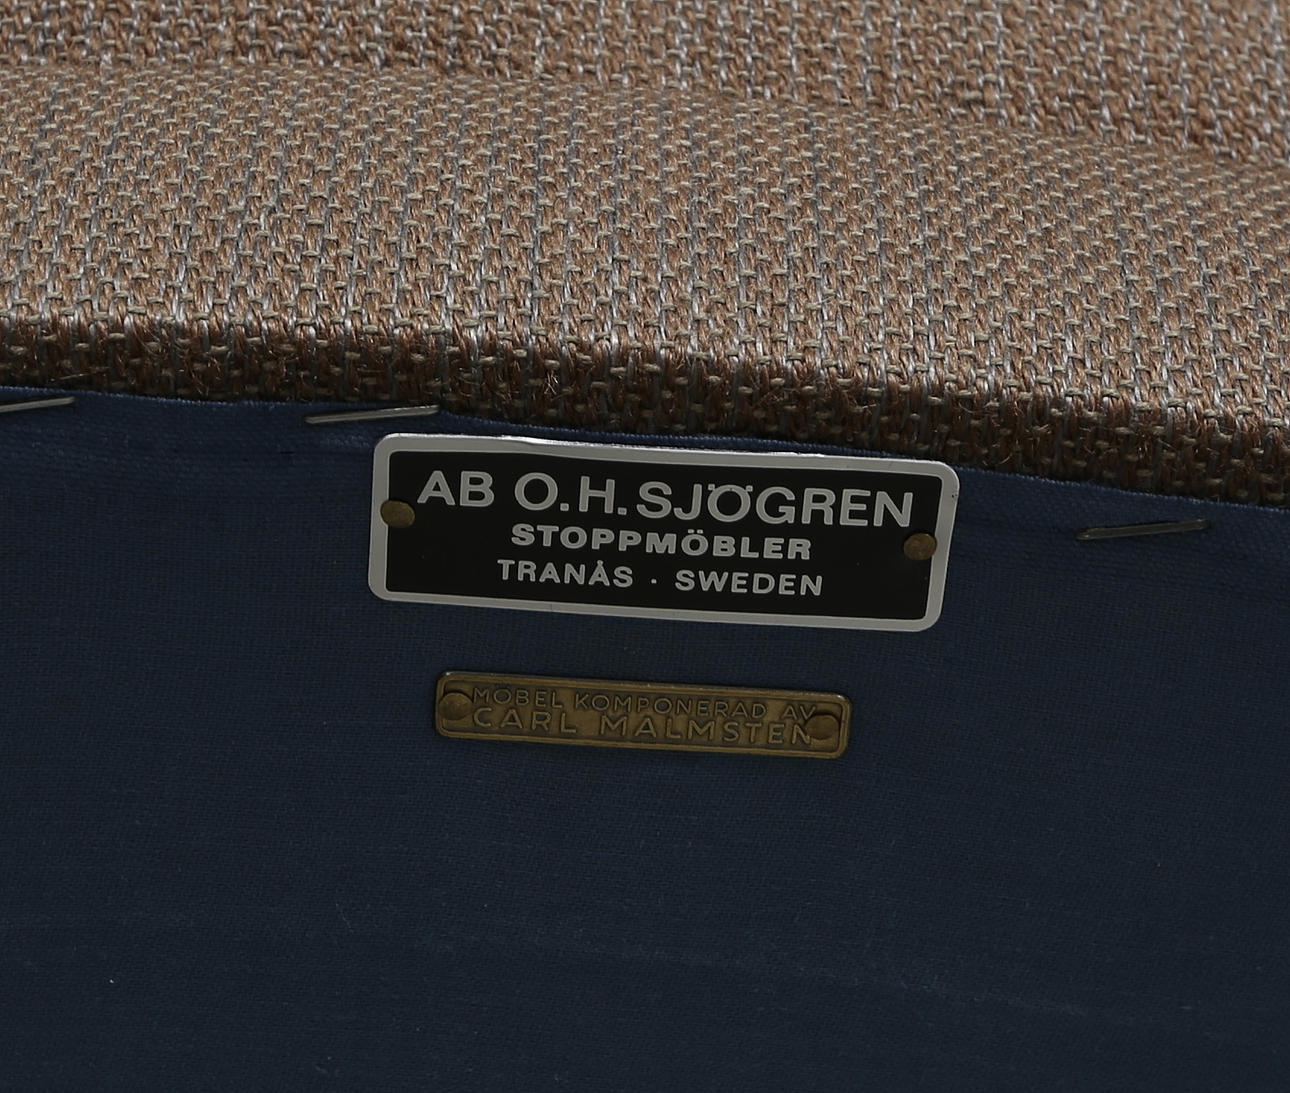 AB O.H. SJÖGREN
STOPPMÖBLER
TRANÅS · SWEDEN
MÖBEL KOMPONERAD AV
CARL MALMSTEN